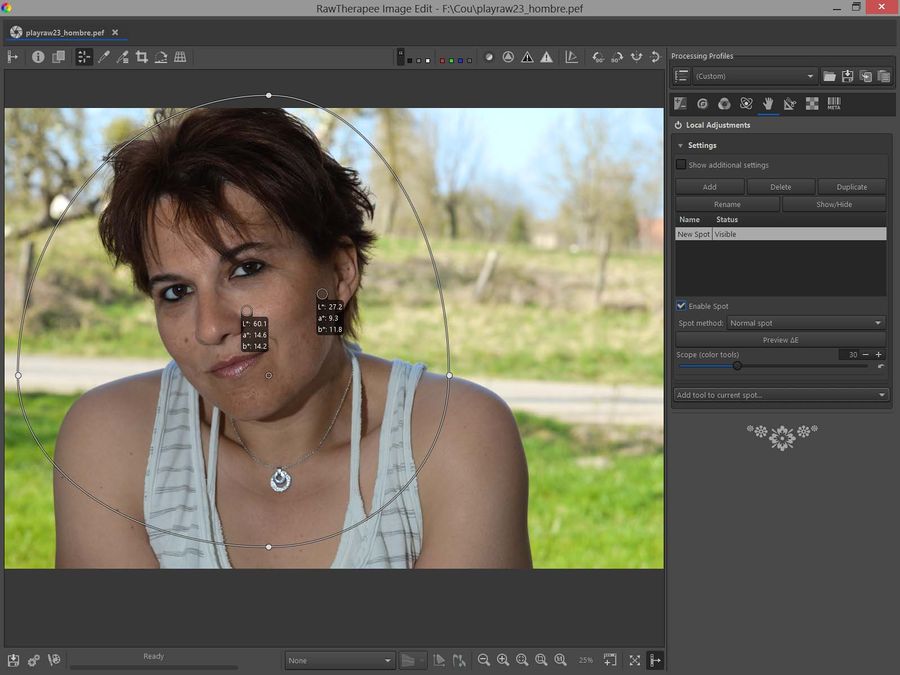 RawTherapee Image Edit - F:\Cou\playraw23_hombre.pef
playraw23_hombre.pef
Processing Profiles
(Custom)
META
Local Adjustments
Settings
Show additional settings
Add Delete Duplicate
Rename Show/Hide
Name Status
New Spot Visible
Enable Spot
Spot method: Normal spot
Preview ΔE
Scope (color tools) 30
Add tool to current spot...
L*: 27.2
a*: 9.3
b*: 11.8
L*: 60.1
a*: 14.6
b*: 14.2
Ready
None
25%